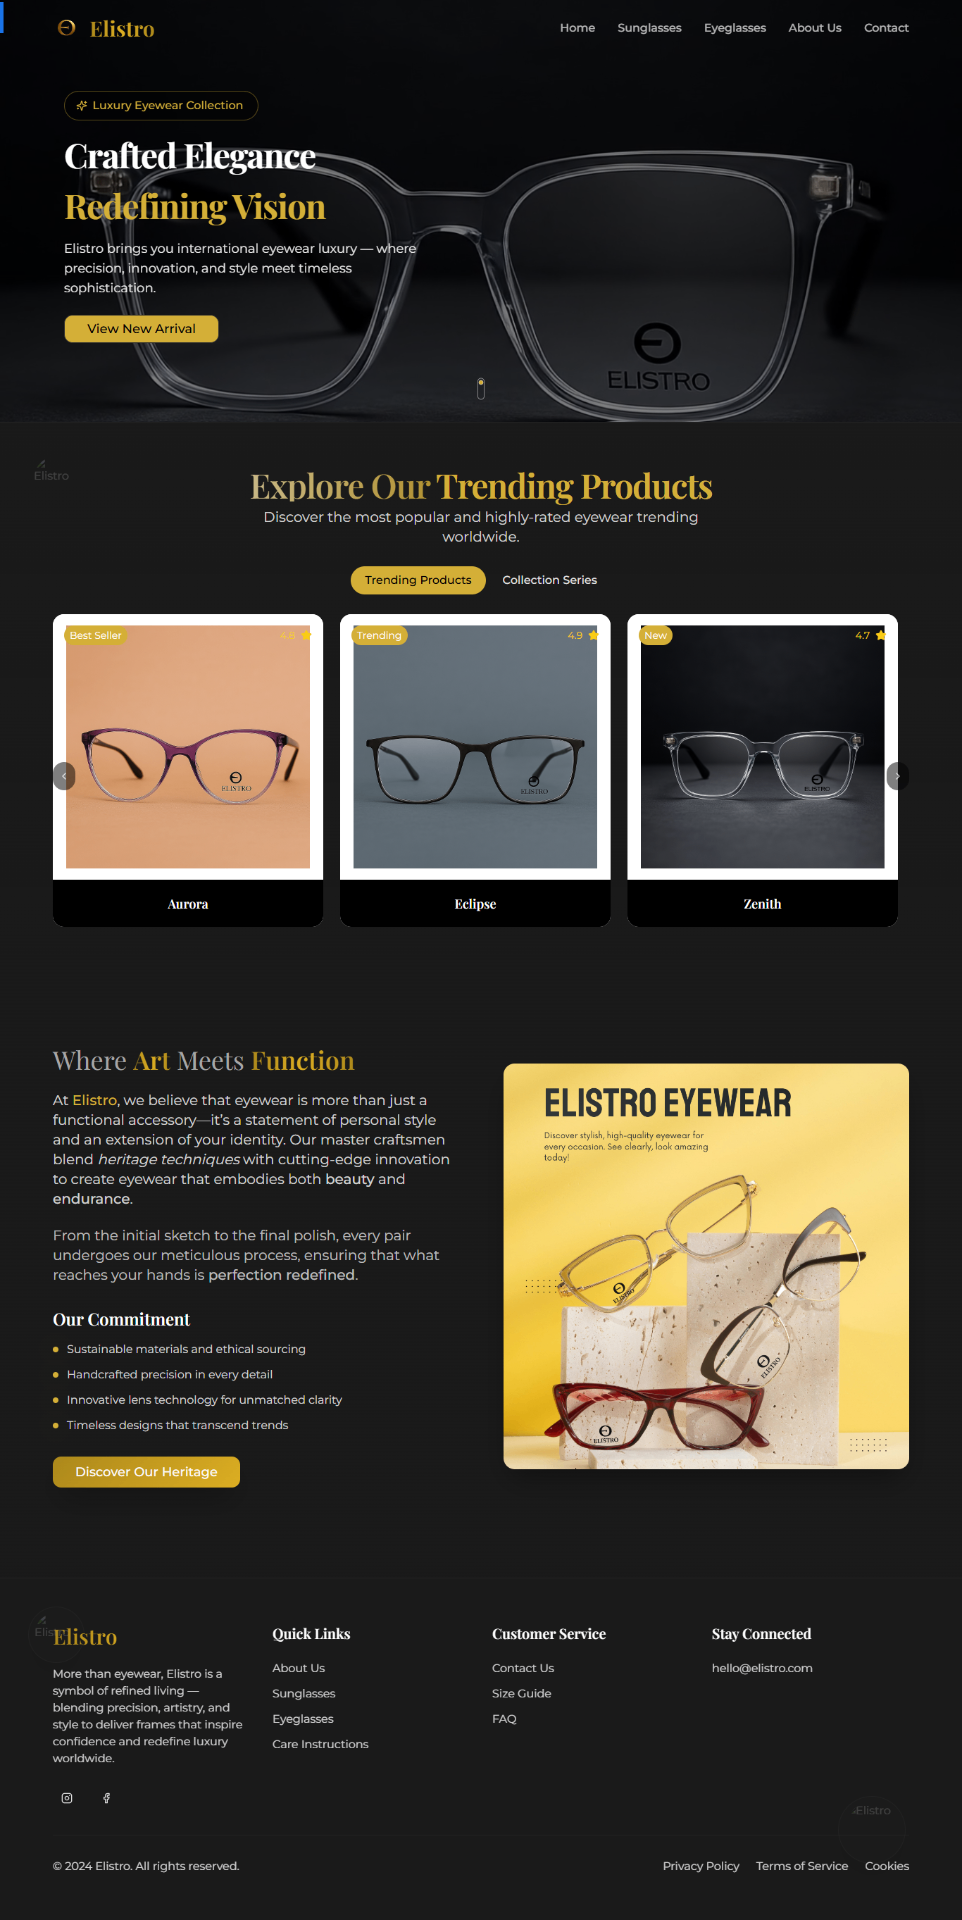 Elistro
Home Sunglasses Eyeglasses About Us Contact
Luxury Eyewear Collection
Crafted Elegance
Redefining Vision
Elistro brings you international eyewear luxury — where
precision, innovation, and style meet timeless
sophistication.
View New Arrival
ELISTRO
Elistro
Explore Our Trending Products
Discover the most popular and highly-rated eyewear trending
worldwide.
Trending Products Collection Series
Best Seller 4.8
Trending 4.9
New 4.7
ELISTRO
ELISTRO
ELISTRO
Aurora
Eclipse
Zenith
Where Art Meets Function
At Elistro, we believe that eyewear is more than just a
functional accessory—it's a statement of personal style
and an extension of your identity. Our master craftsmen
blend heritage techniques with cutting-edge innovation
to create eyewear that embodies both beauty and
endurance.
From the initial sketch to the final polish, every pair
undergoes our meticulous process, ensuring that what
reaches your hands is perfection redefined.
Our Commitment
Sustainable materials and ethical sourcing
Handcrafted precision in every detail
Innovative lens technology for unmatched clarity
Timeless designs that transcend trends
Discover Our Heritage
ELISTRO EYEWEAR
Discover stylish, high-quality eyewear for
every occasion. See clearly, look amazing
today!
ELISTRO
ELISTRO
ELISTRO
Elistro
Elistro
More than eyewear, Elistro is a
symbol of refined living —
blending precision, artistry, and
style to deliver frames that inspire
confidence and redefine luxury
worldwide.
Quick Links
About Us
Sunglasses
Eyeglasses
Care Instructions
Customer Service
Contact Us
Size Guide
FAQ
Stay Connected
hello@elistro.com
Elistro
© 2024 Elistro. All rights reserved.
Privacy Policy Terms of Service Cookies